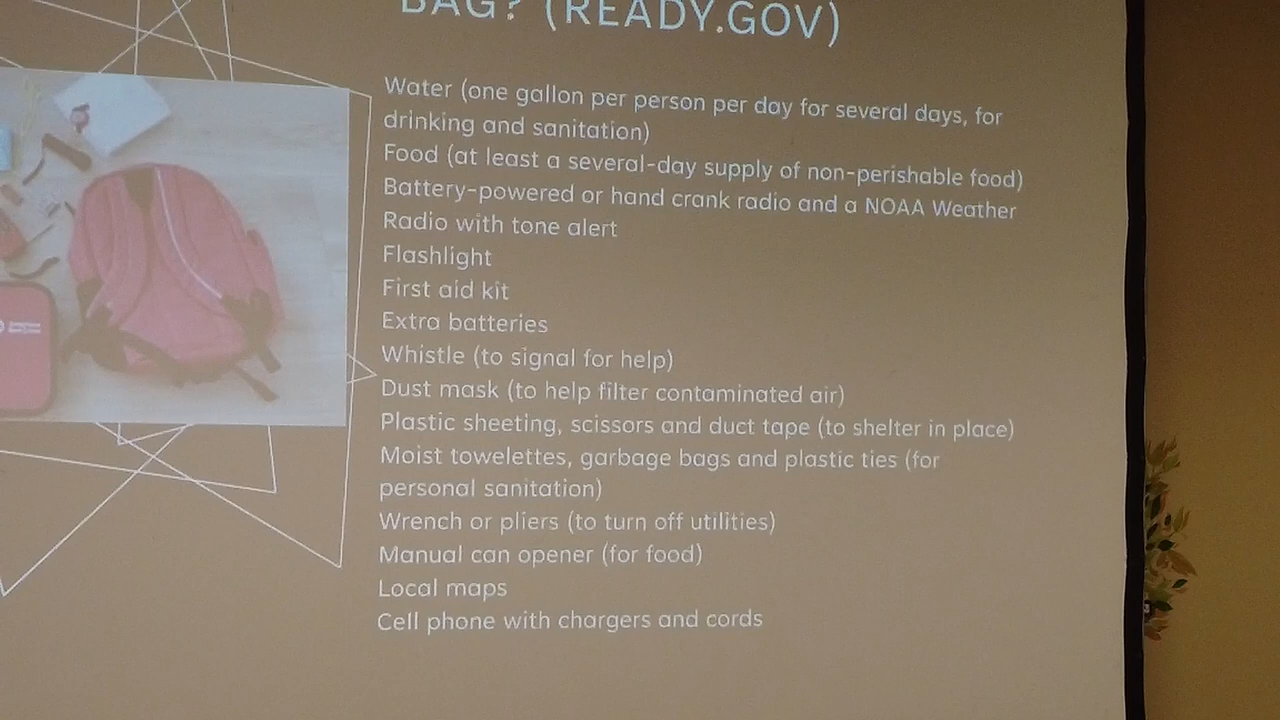 BAG? (READY.GOV)
Water (one gallon per person per day for several days, for
drinking and sanitation)
Food (at least a several-day supply of non-perishable food)
Battery-powered or hand crank radio and a NOAA Weather
Radio with tone alert
Flashlight
First aid kit
Extra batteries
Whistle (to signal for help)
Dust mask (to help filter contaminated air)
Plastic sheeting, scissors and duct tape (to shelter in place)
Moist towelettes, garbage bags and plastic ties (for
personal sanitation)
Wrench or pliers (to turn off utilities)
Manual can opener (for food)
Local maps
Cell phone with chargers and cords